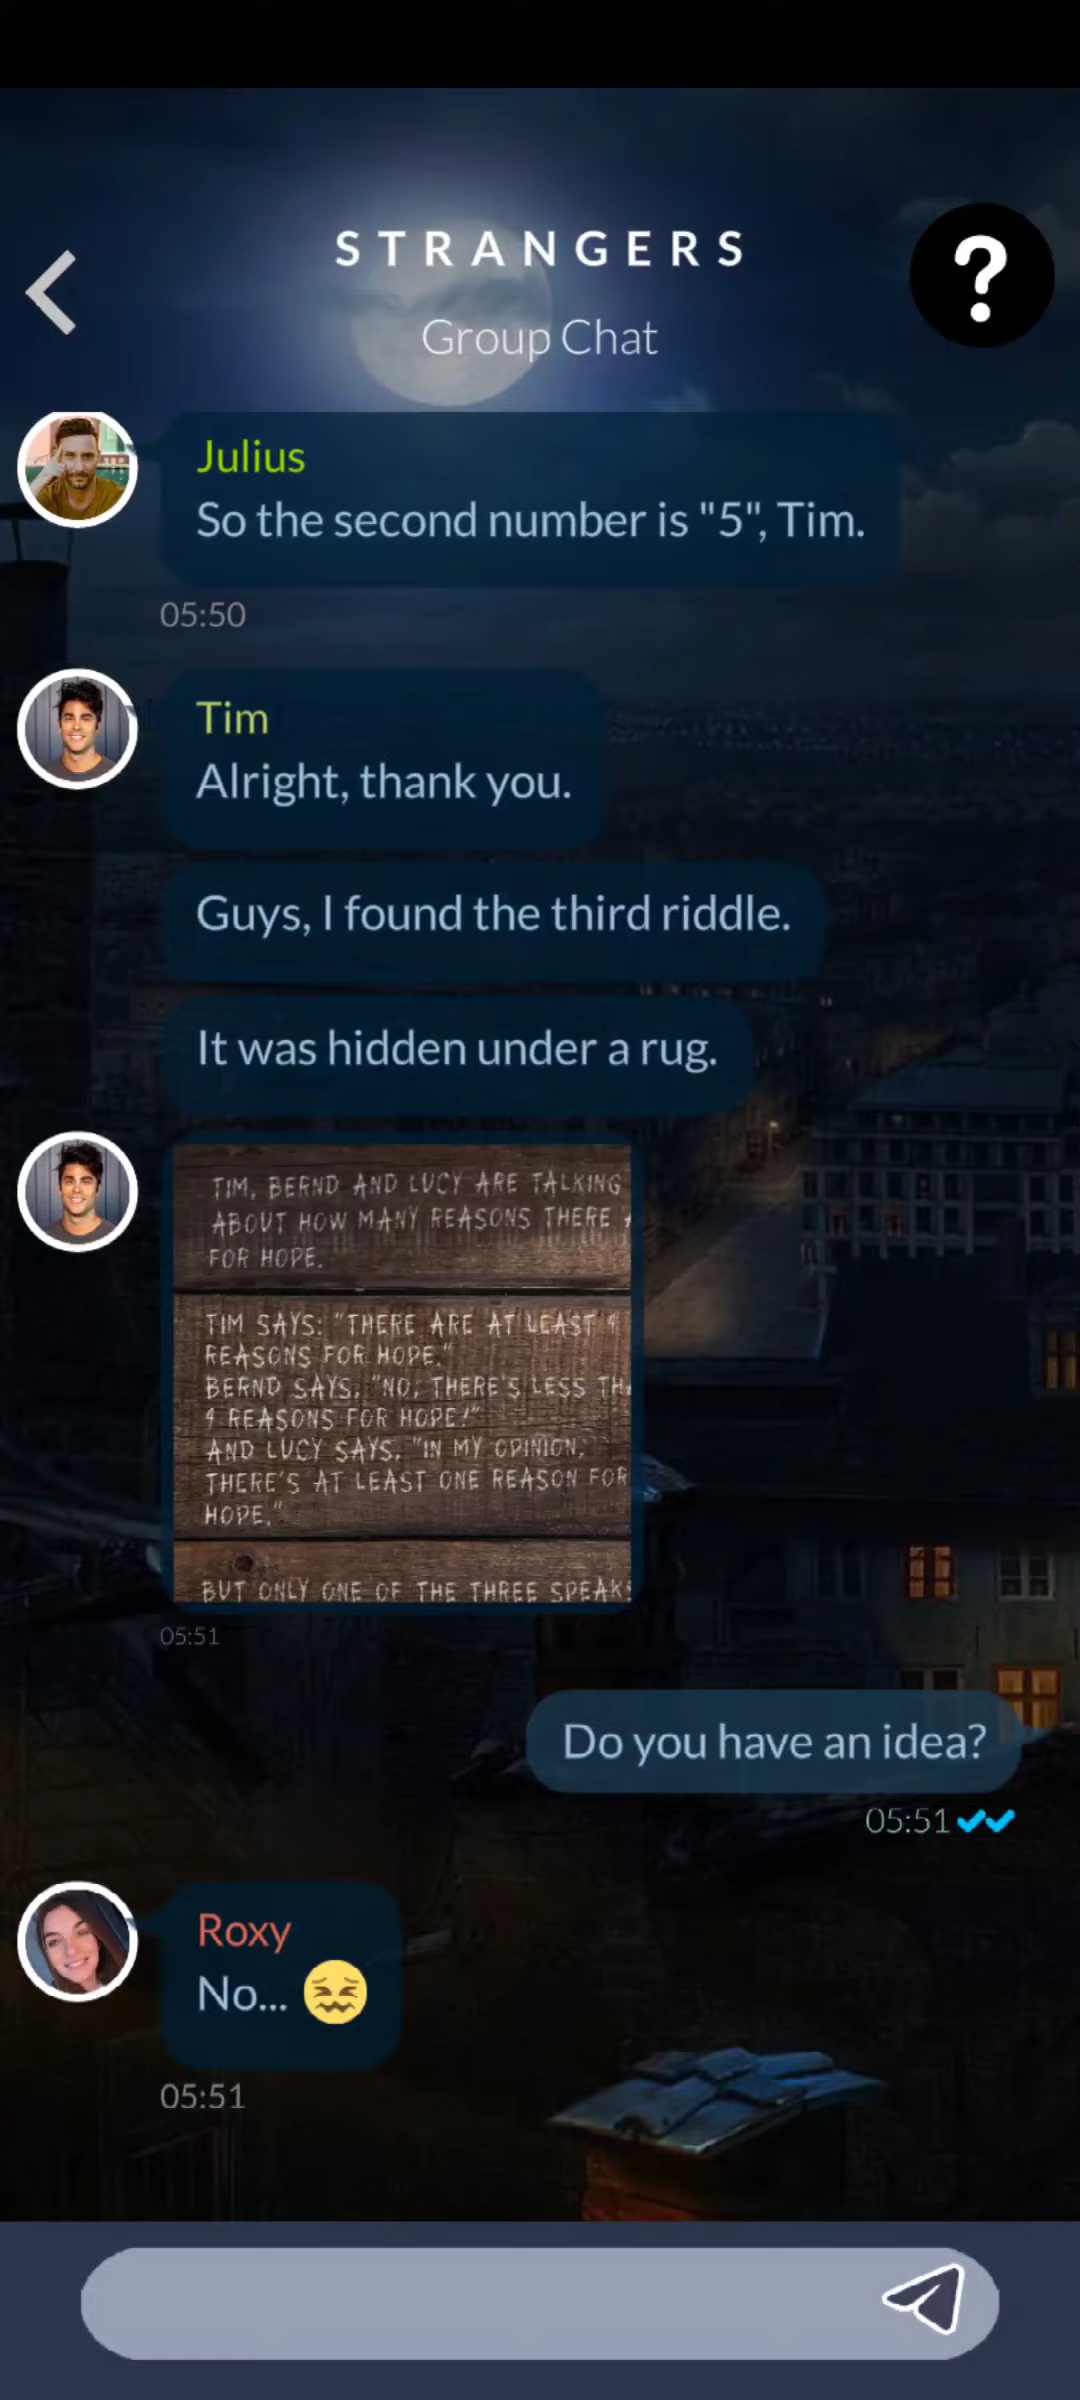 STRANGERS
Group Chat
Julius
So the second number is "5", Tim.
05:50
Tim
Alright, thank you.
Guys, I found the third riddle.
It was hidden under a rug.
TIM, BERND AND LUCY ARE TALKING
ABOUT HOW MANY REASONS THERE
FOR HOPE.
TIM SAYS: "THERE ARE AT LEAST 9
REASONS FOR HOPE."
BERND SAYS, "NO, THERE'S LESS
9 REASONS FOR HOPE!"
AND LUCY SAYS, "IN MY OPINION,
THERE'S AT LEAST ONE REASON FOR
HOPE."
BUT ONLY ONE OF THE THREE SPEAKS
05:51
Do you have an idea?
05:51
Roxy
No...
05:51